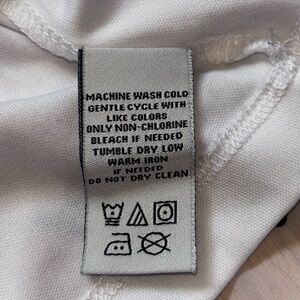 MACHINE WASH COLD
GENTLE CYCLE WITH
LIKE COLORS
ONLY NON-CHLORINE
BLEACH IF NEEDED
TUMBLE DRY LOW
WARM IRON
IF NEEDED
DO NOT DRY CLEAN